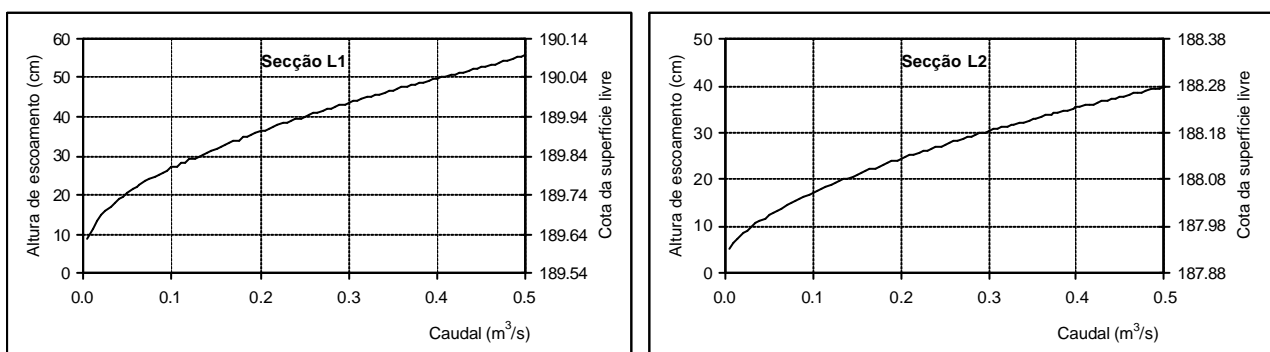 Secção L1
Altura de escoamento (cm)
60
50
40
30
20
10
0
190.14
190.04
189.94
189.84
189.74
189.64
189.54
Cota da superfície livre
0.0 0.1 0.2 0.3 0.4 0.5
Caudal (m³/s)
Secção L2
Altura de escoamento (cm)
50
40
30
20
10
0
188.38
188.28
188.18
188.08
187.98
187.88
Cota da superfície livre
0.0 0.1 0.2 0.3 0.4 0.5
Caudal (m³/s)